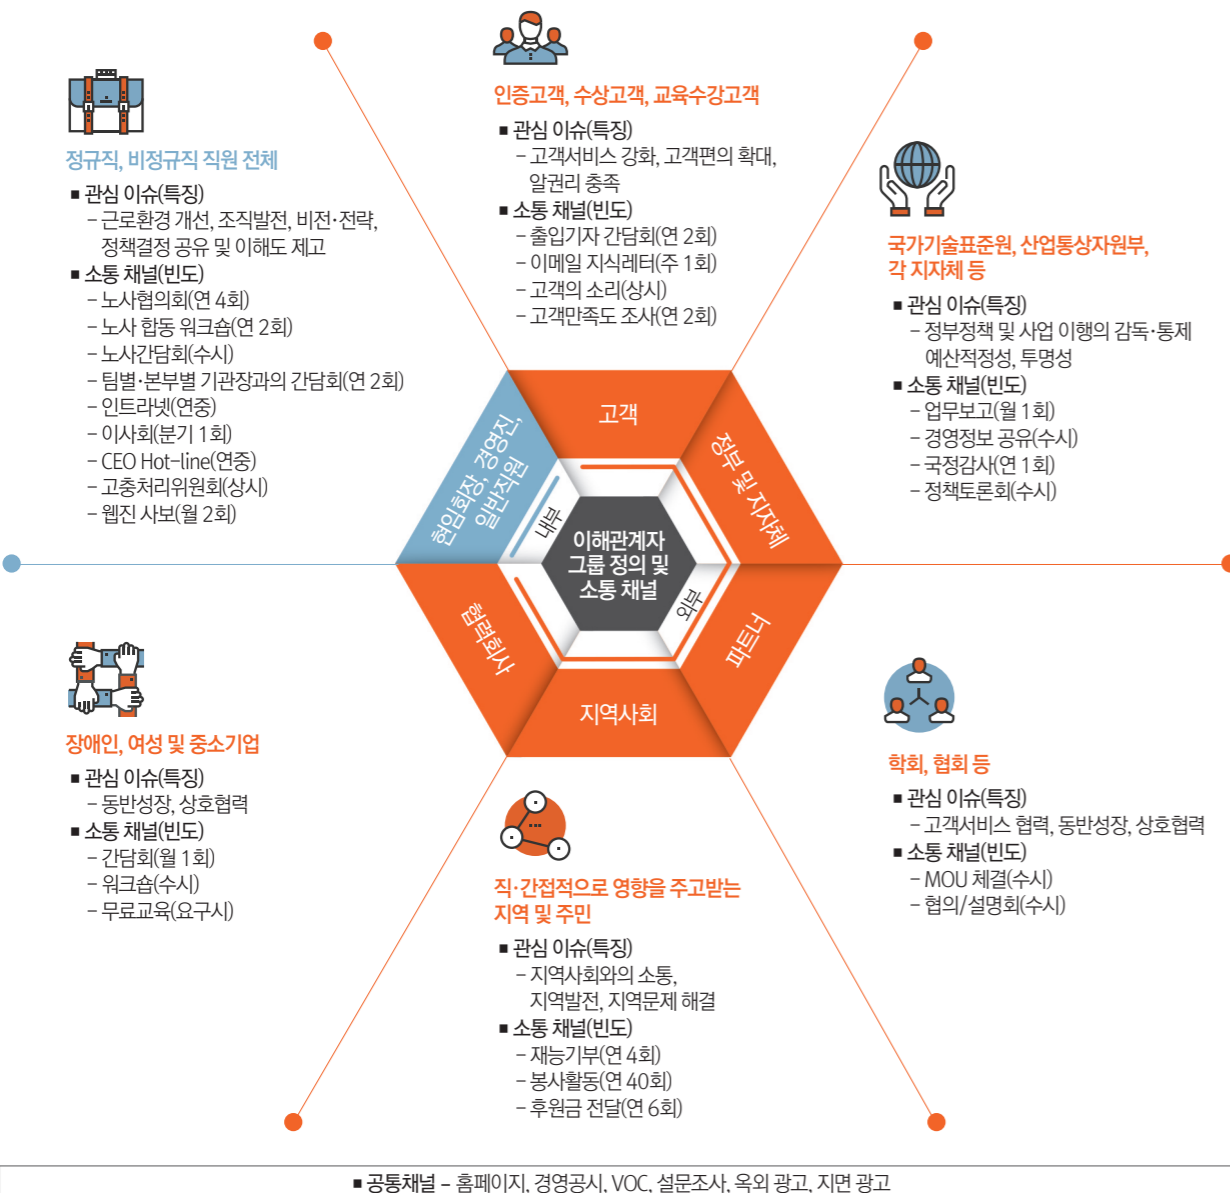 정규직, 비정규직 직원 전체
■ 관심 이슈(특징)
– 근로환경 개선, 조직발전, 비전·전략,
정책결정 공유 및 이해도 제고
■ 소통 채널(빈도)
– 노사협의회(연 4회)
– 노사 합동 워크숍(연 2회)
– 노사간담회(수시)
– 팀별·본부별 기관장과의 간담회(연 2회)
– 인트라넷(연중)
– 이사회(분기 1회)
– CEO Hot-line(연중)
– 고충처리위원회(상시)
– 웹진 사보(월 2회)
인증고객, 수상고객, 교육수강고객
■ 관심 이슈(특징)
– 고객서비스 강화, 고객편의 확대,
알권리 충족
■ 소통 채널(빈도)
– 출입기자 간담회(연 2회)
– 이메일 지식레터(주 1회)
– 고객의 소리(상시)
– 고객만족도 조사(연 2회)
국가기술표준원, 산업통상자원부,
각 지자체 등
■ 관심 이슈(특징)
– 정부정책 및 사업 이행의 감독·통제
예산적정성, 투명성
■ 소통 채널(빈도)
– 업무보고(월 1회)
– 경영정보 공유(수시)
– 국정감사(연 1회)
– 정책토론회(수시)
고객
정부 및 지자체
현임회장, 경영진,
일반직원
내부
이해관계자
그룹 정의 및
소통 채널
외부
협력회사
파트너
지역사회
장애인, 여성 및 중소기업
■ 관심 이슈(특징)
– 동반성장, 상호협력
■ 소통 채널(빈도)
– 간담회(월 1회)
– 워크숍(수시)
– 무료교육(요구시)
직·간접적으로 영향을 주고받는
지역 및 주민
■ 관심 이슈(특징)
– 지역사회와의 소통,
지역발전, 지역문제 해결
■ 소통 채널(빈도)
– 재능기부(연 4회)
– 봉사활동(연 40회)
– 후원금 전달(연 6회)
학회, 협회 등
■ 관심 이슈(특징)
– 고객서비스 협력, 동반성장, 상호협력
■ 소통 채널(빈도)
– MOU 체결(수시)
– 협의/설명회(수시)
■ 공통채널 – 홈페이지, 경영공시, VOC, 설문조사, 옥외 광고, 지면 광고